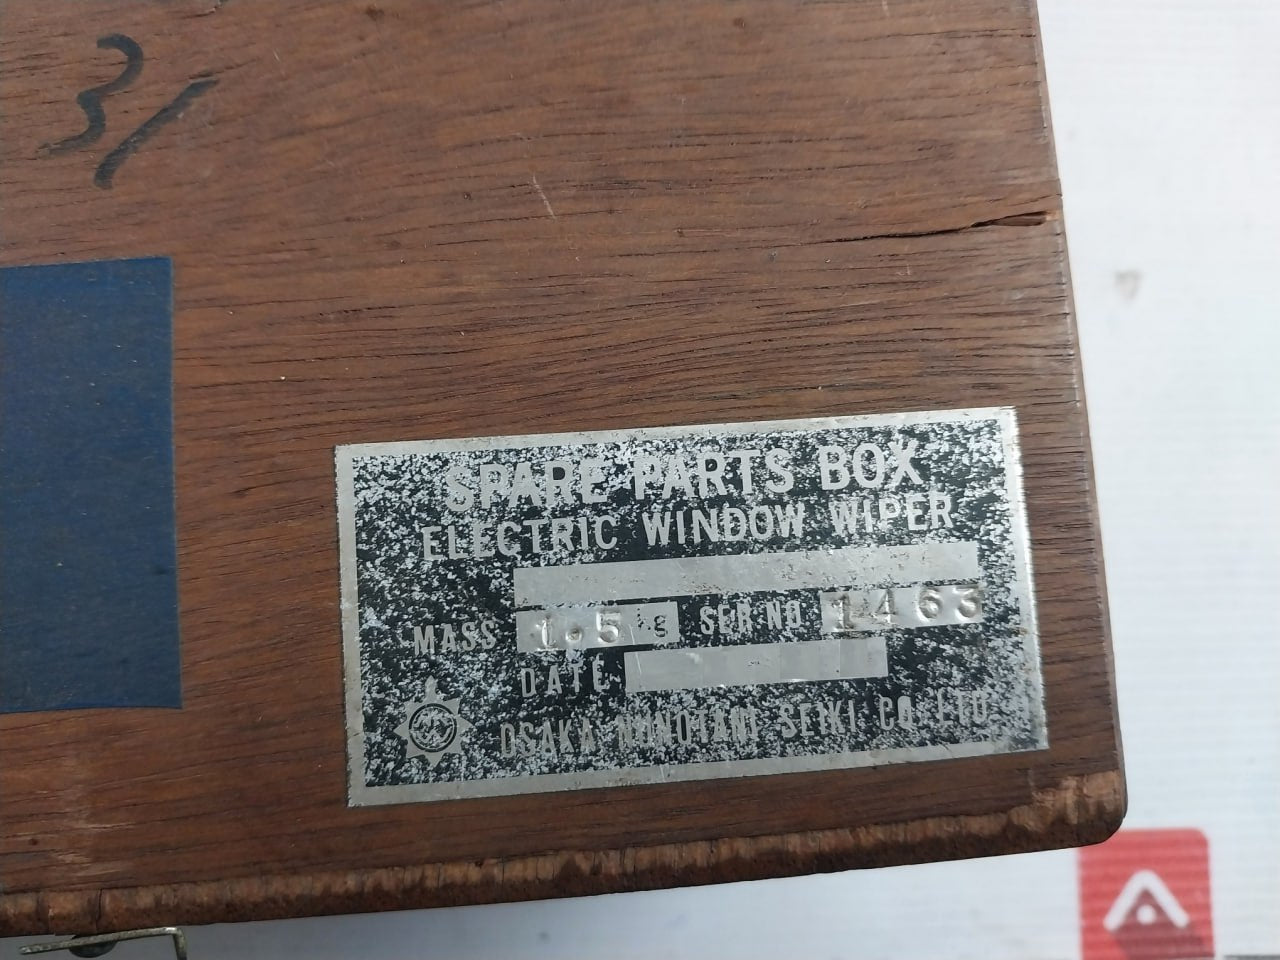 31
SPARE PARTS BOX
ELECTRIC WINDOW WIPER
MASS 1.5 kg SER NO 1463
DATE
OSAKA NUNOTANI SEIKI CO. LTD